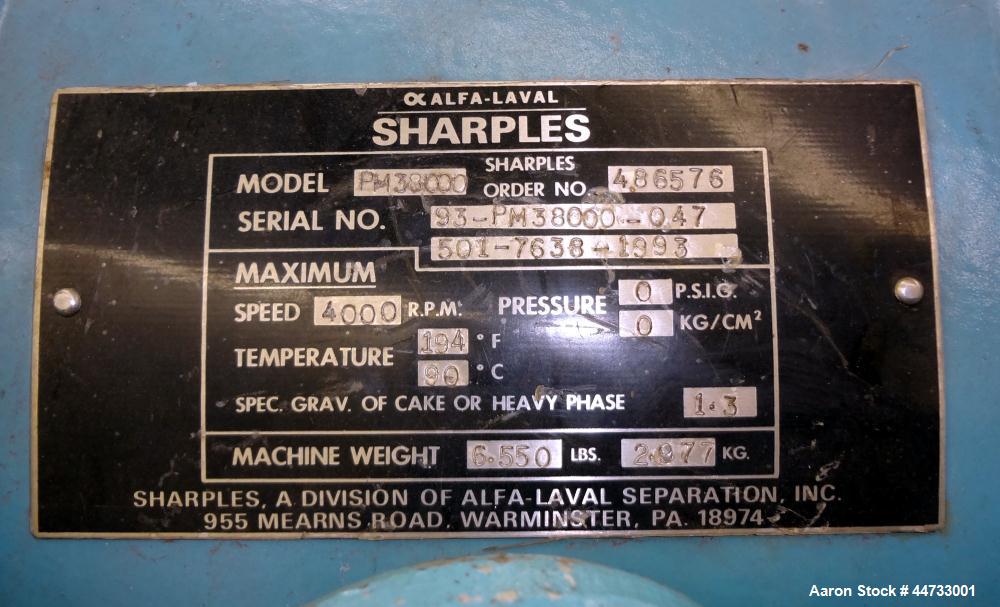 α ALFA-LAVAL
SHARPLES
MODEL PM38000 SHARPLES ORDER NO. 486576
SERIAL NO. 93-PM38000-047
501-7638-1993
MAXIMUM
SPEED 4000 R.P.M. PRESSURE 0 P.S.I.G.
0 KG/CM²
TEMPERATURE 194 °F
90 °C
SPEC. GRAV. OF CAKE OR HEAVY PHASE 1.3
MACHINE WEIGHT 6.550 LBS. 2.977 KG.
SHARPLES, A DIVISION OF ALFA-LAVAL SEPARATION, INC.
955 MEARNS ROAD, WARMINSTER, PA. 18974
Aaron Stock # 44733001